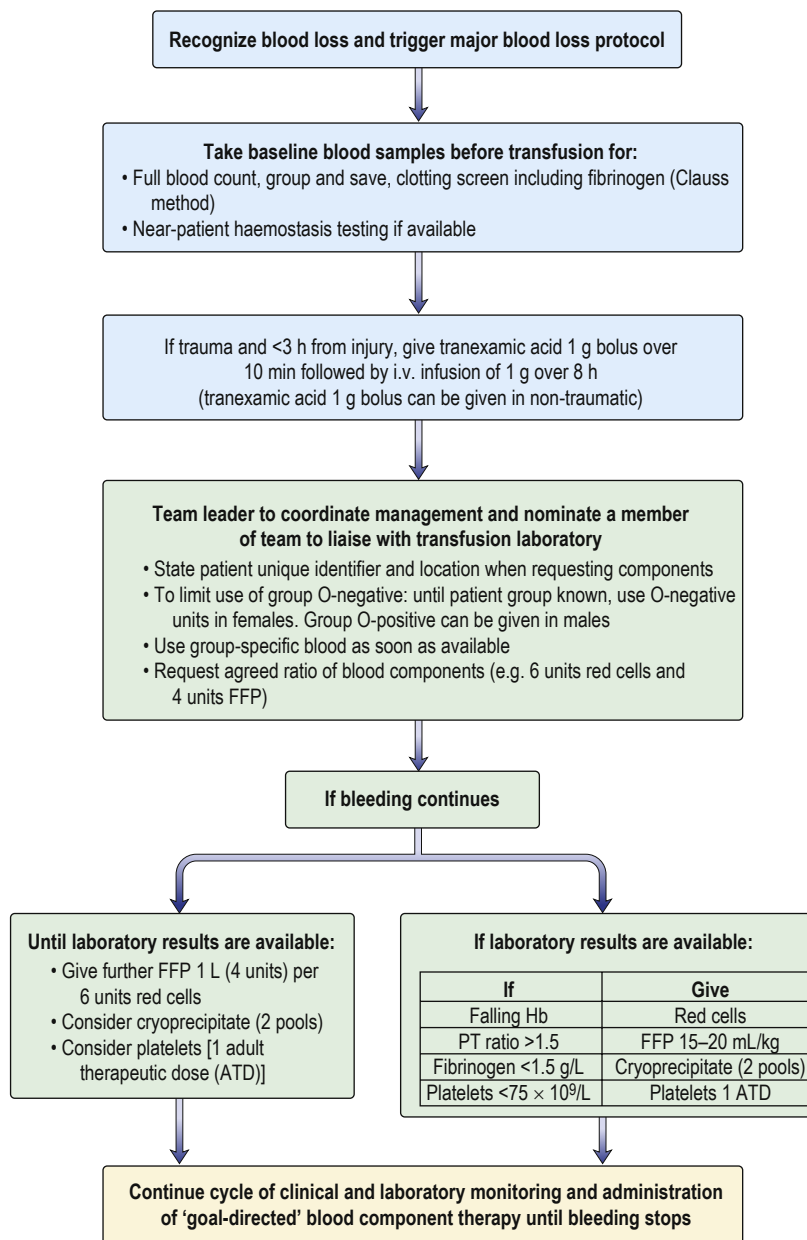 Recognize blood loss and trigger major blood loss protocol
Take baseline blood samples before transfusion for:
• Full blood count, group and save, clotting screen including fibrinogen (Clauss
method)
• Near-patient haemostasis testing if available
If trauma and <3 h from injury, give tranexamic acid 1 g bolus over
10 min followed by i.v. infusion of 1 g over 8 h
(tranexamic acid 1 g bolus can be given in non-traumatic)
Team leader to coordinate management and nominate a member
of team to liaise with transfusion laboratory
• State patient unique identifier and location when requesting components
• To limit use of group O-negative: until patient group known, use O-negative
units in females. Group O-positive can be given in males
• Use group-specific blood as soon as available
• Request agreed ratio of blood components (e.g. 6 units red cells and
4 units FFP)
If bleeding continues
Until laboratory results are available:
• Give further FFP 1 L (4 units) per
6 units red cells
• Consider cryoprecipitate (2 pools)
• Consider platelets [1 adult
therapeutic dose (ATD)]
If laboratory results are available:
If Give
Falling Hb Red cells
PT ratio >1.5 FFP 15–20 mL/kg
Fibrinogen <1.5 g/L Cryoprecipitate (2 pools)
Platelets <75 × 10⁹/L Platelets 1 ATD
Continue cycle of clinical and laboratory monitoring and administration
of ‘goal-directed’ blood component therapy until bleeding stops